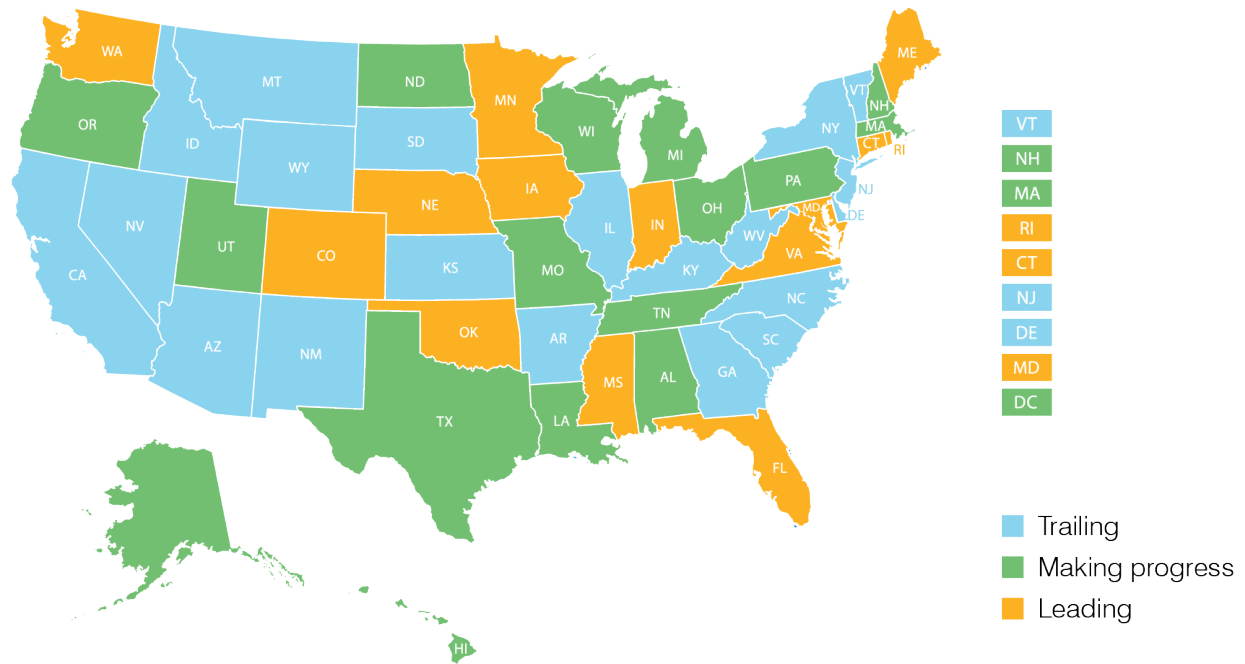 WA
MT
ND
MN
ME
OR
ID
WY
SD
WI
MI
NY
VT
NH
MA
CT
RI
NV
UT
CO
NE
IA
IL
IN
OH
PA
NJ
DE
MD
WV
VA
CA
KS
MO
KY
NC
TN
SC
AZ
NM
OK
AR
MS
AL
GA
TX
LA
FL
HI
VT
NH
MA
RI
CT
NJ
DE
MD
DC
Trailing
Making progress
Leading